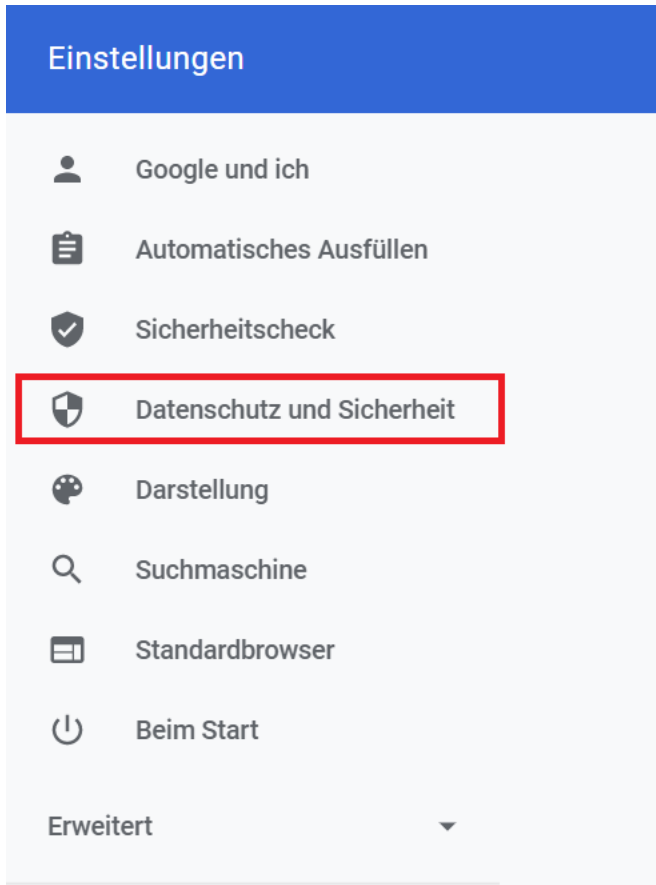 Einstellungen
Google und ich
Automatisches Ausfüllen
Sicherheitscheck
Datenschutz und Sicherheit
Darstellung
Suchmaschine
Standardbrowser
Beim Start
Erweitert